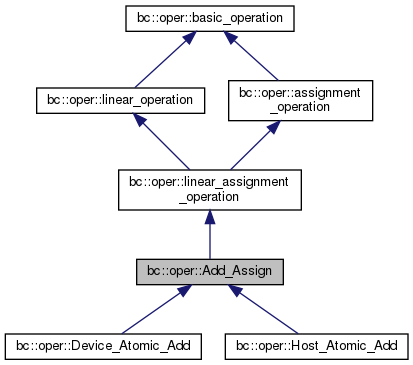 bc::oper::basic_operation
bc::oper::linear_operation
bc::oper::assignment
_operation
bc::oper::linear_assignment
_operation
bc::oper::Add_Assign
bc::oper::Device_Atomic_Add
bc::oper::Host_Atomic_Add